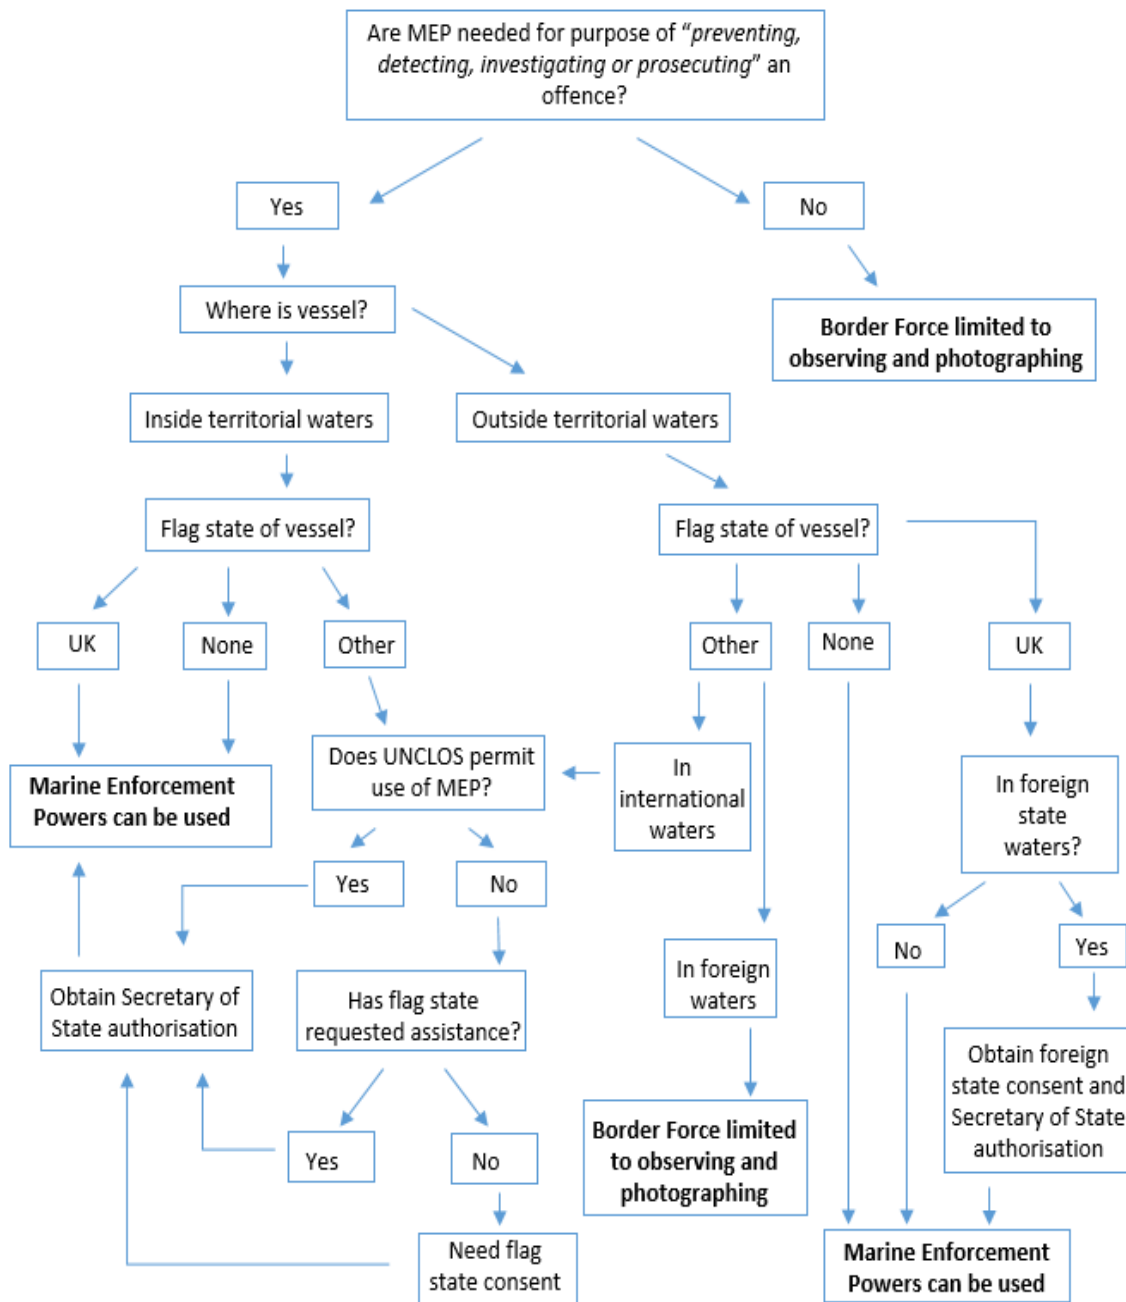 Are MEP needed for purpose of “preventing,
detecting, investigating or prosecuting” an
offence?
Yes
No
Where is vessel?
Border Force limited to
observing and photographing
Inside territorial waters
Outside territorial waters
Flag state of vessel?
Flag state of vessel?
UK
None
Other
Other
None
UK
Does UNCLOS permit
use of MEP?
In
international
waters
In foreign
state
waters?
Marine Enforcement
Powers can be used
Yes
No
No
Yes
In foreign
waters
Obtain Secretary of
State authorisation
Has flag state
requested assistance?
Obtain foreign
state consent and
Secretary of State
authorisation
Border Force limited
to observing and
photographing
Yes
No
Need flag
state consent
Marine Enforcement
Powers can be used